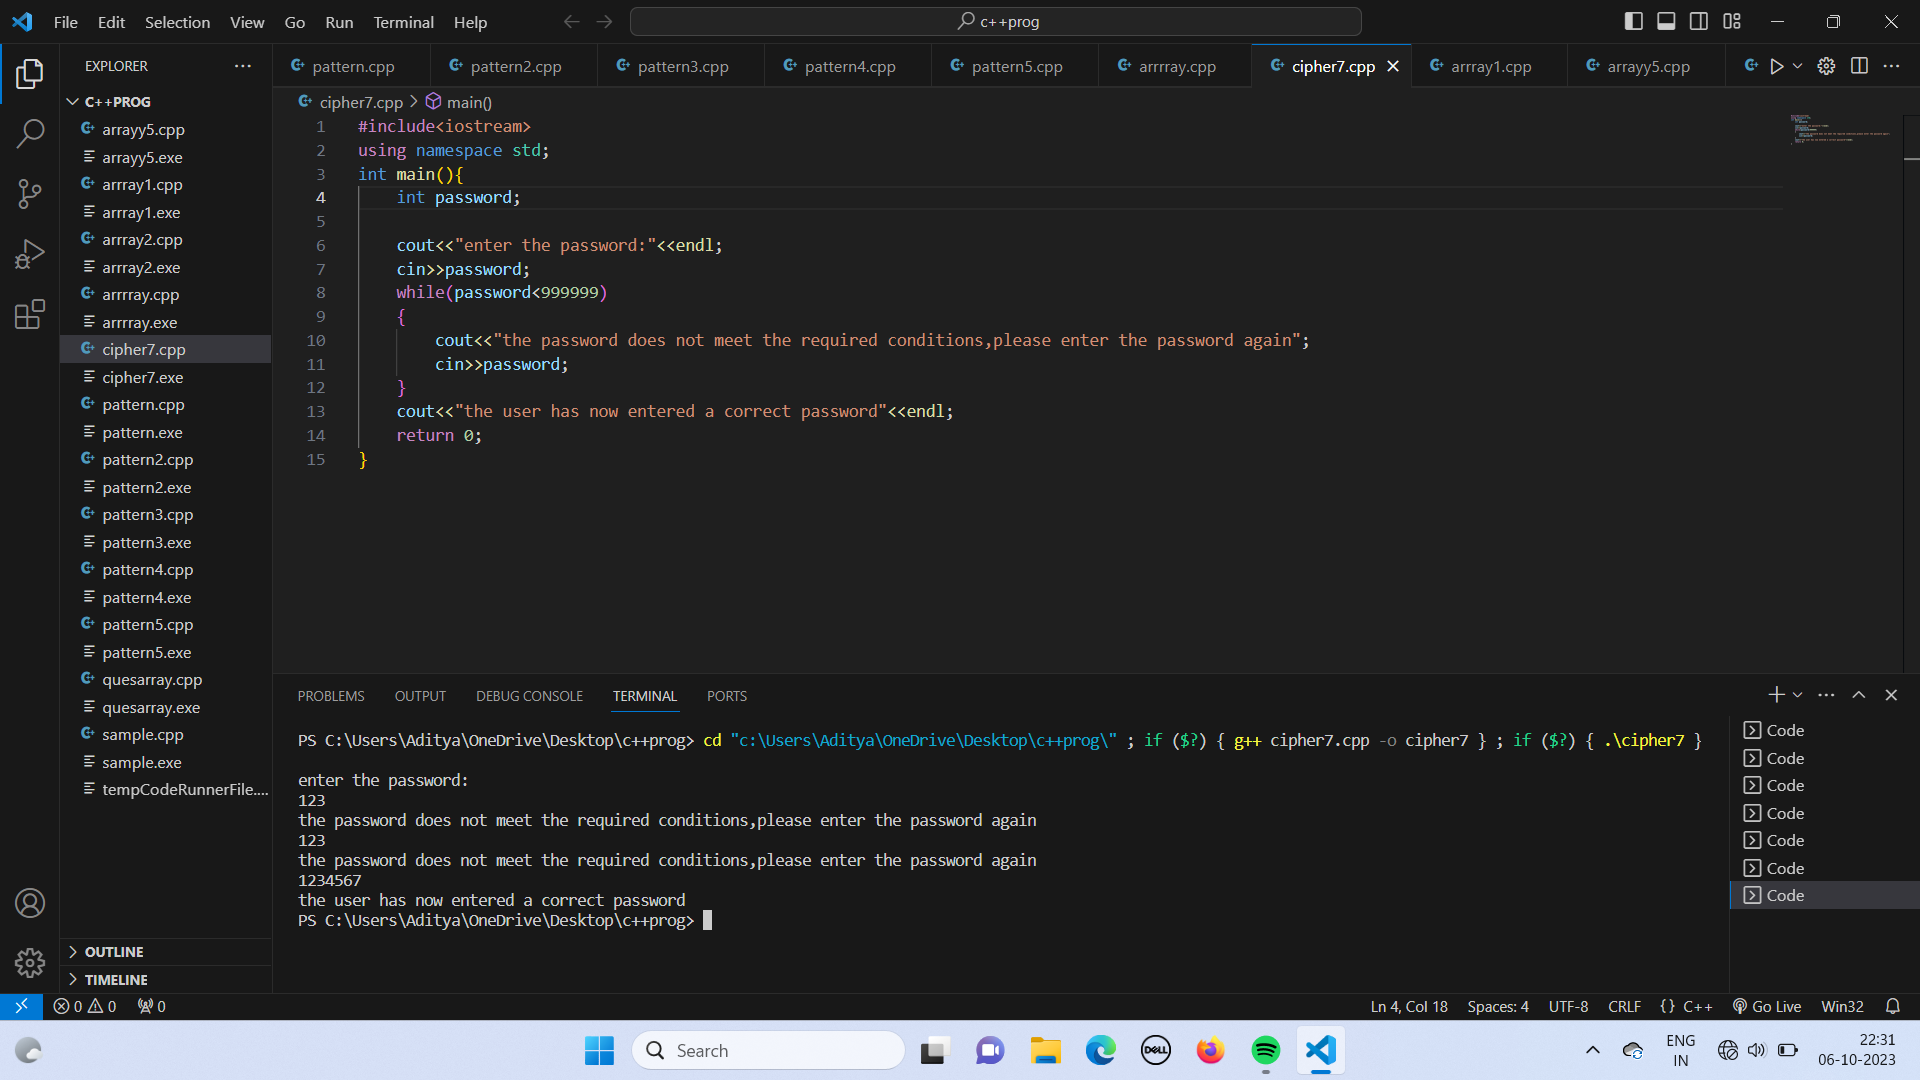 File Edit Selection View Go Run Terminal Help
c++prog
EXPLORER
C++PROG
arrayy5.cpp
arrayy5.exe
arrray1.cpp
arrray1.exe
arrray2.cpp
arrray2.exe
arrrray.cpp
arrrray.exe
cipher7.cpp
cipher7.exe
pattern.cpp
pattern.exe
pattern2.cpp
pattern2.exe
pattern3.cpp
pattern3.exe
pattern4.cpp
pattern4.exe
pattern5.cpp
pattern5.exe
quesarray.cpp
quesarray.exe
sample.cpp
sample.exe
tempCodeRunnerFile....
OUTLINE
TIMELINE
pattern.cpp pattern2.cpp pattern3.cpp pattern4.cpp pattern5.cpp arrrray.cpp cipher7.cpp arrray1.cpp arrayy5.cpp
cipher7.cpp > main()
1 #include<iostream>
2 using namespace std;
3 int main(){
4 int password;
5
6 cout<<"enter the password:"<<endl;
7 cin>>password;
8 while(password<999999)
9 {
10 cout<<"the password does not meet the required conditions,please enter the password again";
11 cin>>password;
12 }
13 cout<<"the user has now entered a correct password"<<endl;
14 return 0;
15 }
PROBLEMS OUTPUT DEBUG CONSOLE TERMINAL PORTS
PS C:\Users\Aditya\OneDrive\Desktop\c++prog> cd "c:\Users\Aditya\OneDrive\Desktop\c++prog\" ; if ($?) { g++ cipher7.cpp -o cipher7 } ; if ($?) { .\cipher7 }
enter the password:
123
the password does not meet the required conditions,please enter the password again
123
the password does not meet the required conditions,please enter the password again
1234567
the user has now entered a correct password
PS C:\Users\Aditya\OneDrive\Desktop\c++prog>
Code
Code
Code
Code
Code
Code
Code
0 0 0
Ln 4, Col 18 Spaces: 4 UTF-8 CRLF {} C++ Go Live Win32
Search
DELL
ENG
IN
22:31
06-10-2023